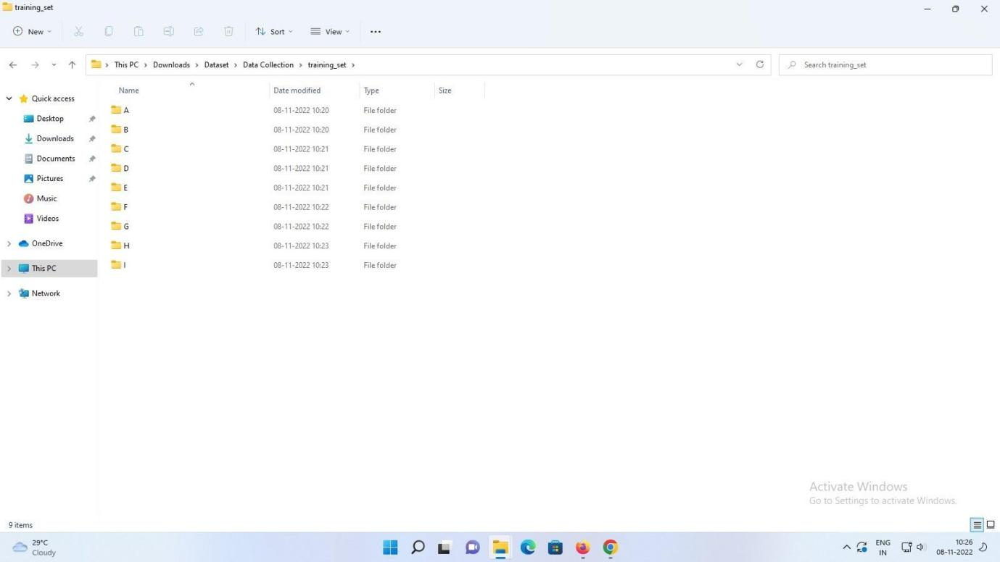 training_set
New Sort View
This PC Downloads Dataset Data Collection training_set Search training_set
Name Date modified Type Size
Quick access
Desktop
Downloads
Documents
Pictures
Music
Videos
OneDrive
This PC
Network
A 08-11-2022 10:20 File folder
B 08-11-2022 10:20 File folder
C 08-11-2022 10:21 File folder
D 08-11-2022 10:21 File folder
E 08-11-2022 10:21 File folder
F 08-11-2022 10:22 File folder
G 08-11-2022 10:22 File folder
H 08-11-2022 10:23 File folder
I 08-11-2022 10:23 File folder
Activate Windows
Go to Settings to activate Windows.
9 items
29°C
Cloudy
ENG
IN
10:26
08-11-2022